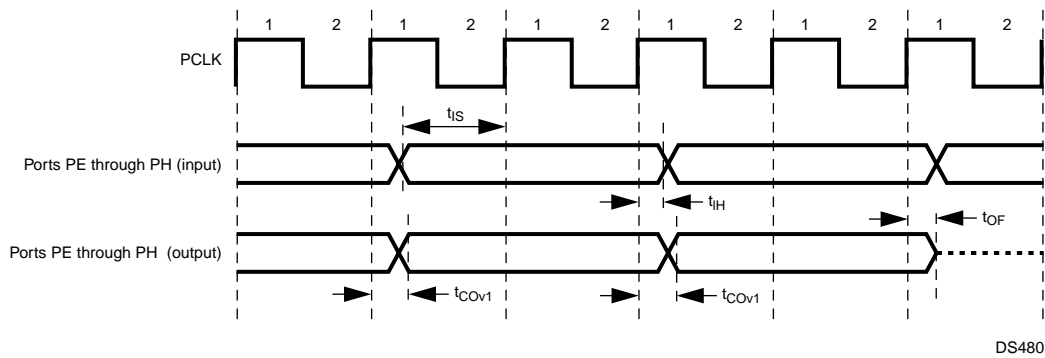 1 2 1 2 1 2 1 2 1 2 1 2
PCLK
tIS
Ports PE through PH (input)
tIH
tOF
Ports PE through PH (output)
tCOv1
tCOv1
DS480